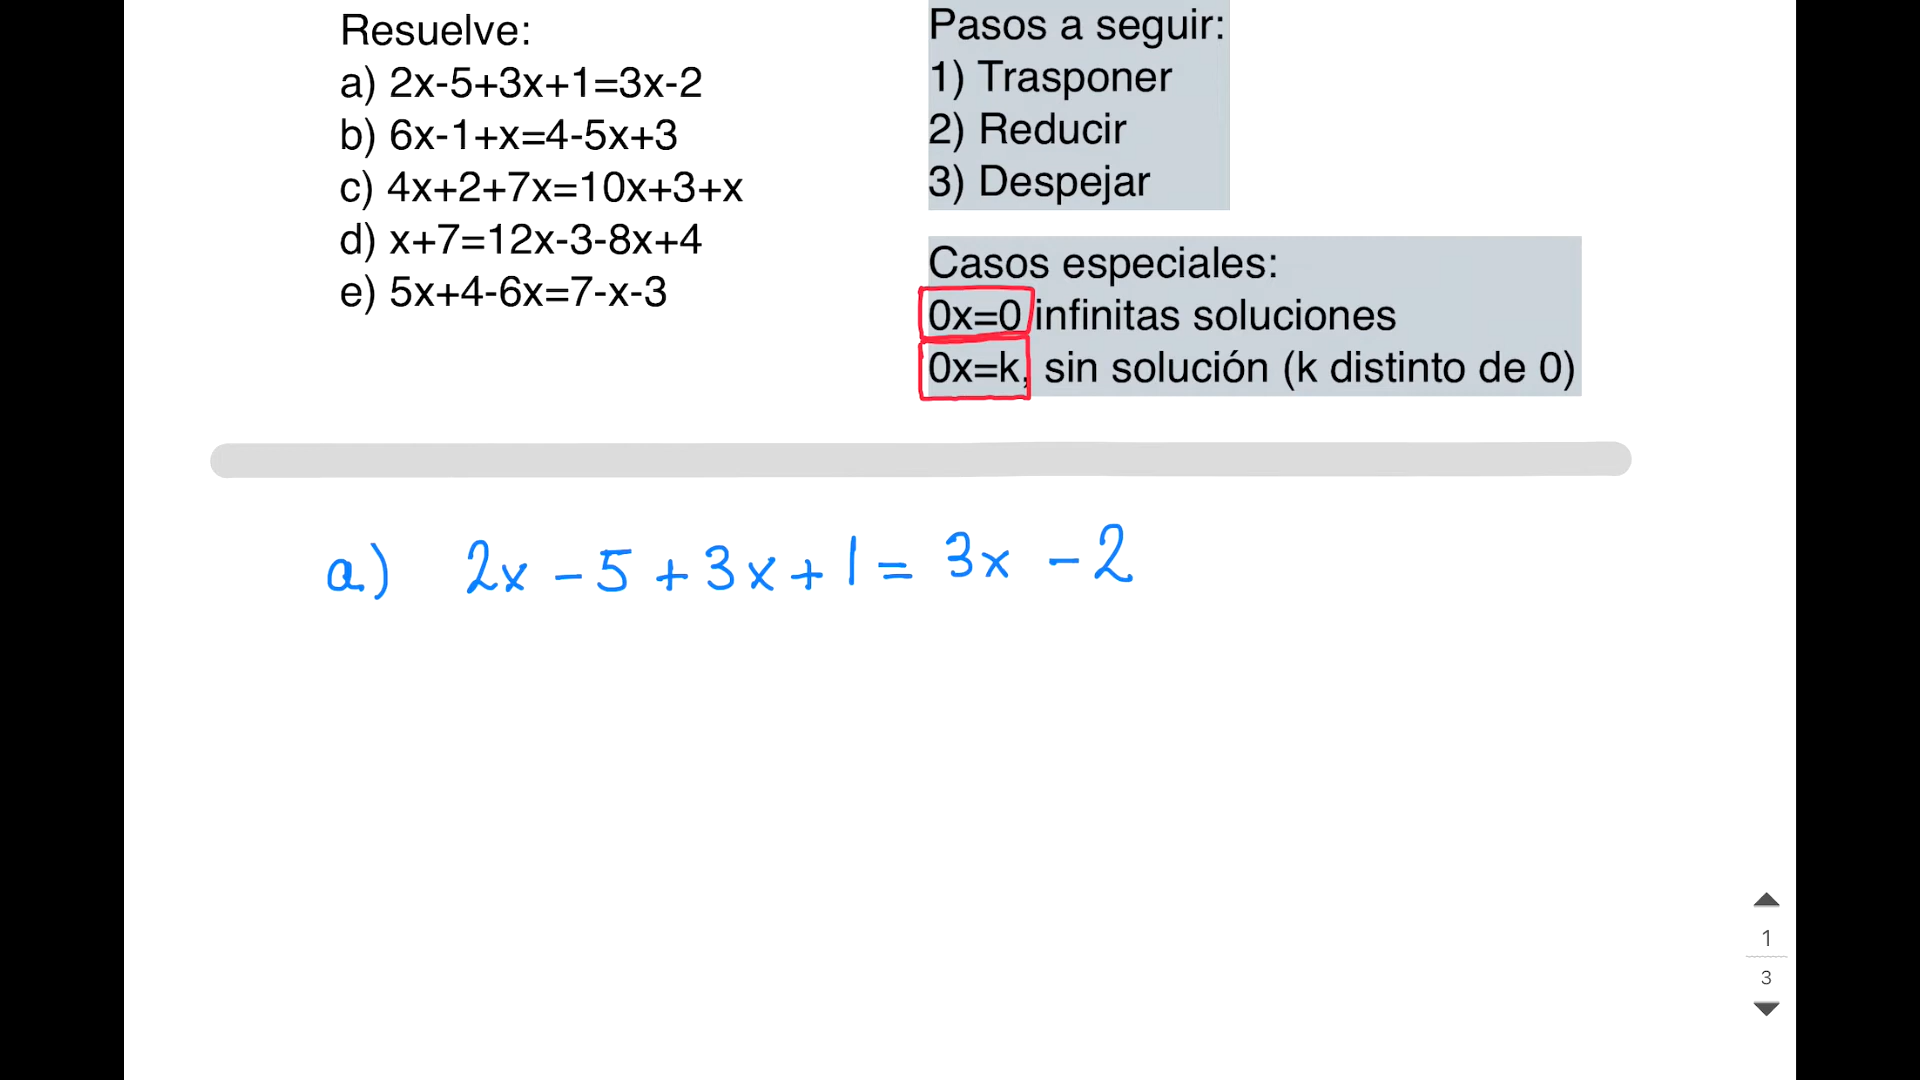 Resuelve:
a) 2x-5+3x+1=3x-2
b) 6x-1+x=4-5x+3
c) 4x+2+7x=10x+3+x
d) x+7=12x-3-8x+4
e) 5x+4-6x=7-x-3
Pasos a seguir:
1) Trasponer
2) Reducir
3) Despejar
Casos especiales:
0x=0 infinitas soluciones
0x=k, sin solución (k distinto de 0)
a) 2x - 5 + 3x + 1 = 3x - 2
1
3